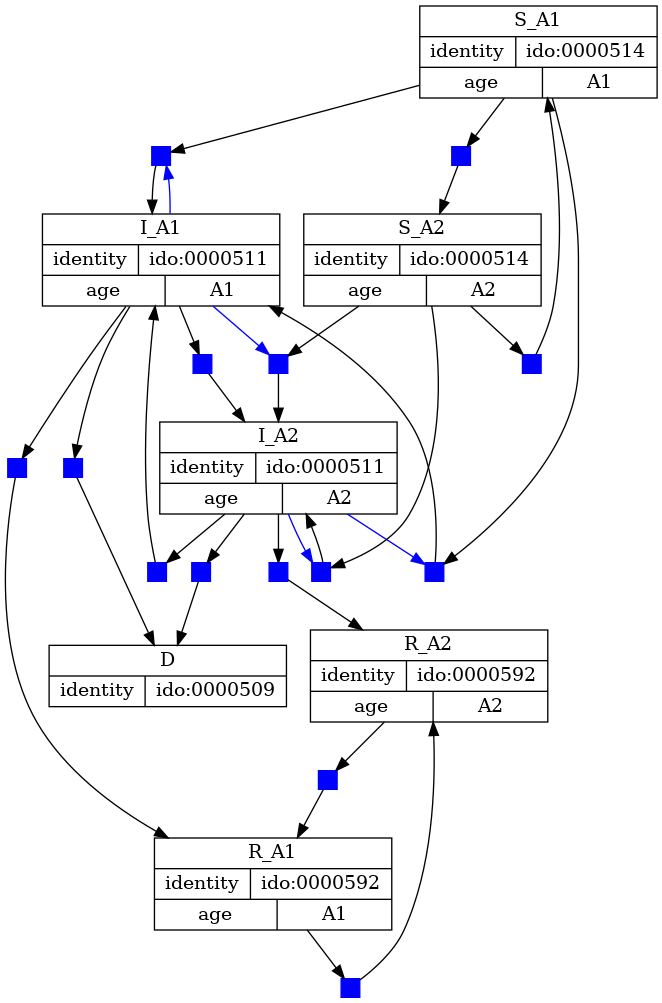 S_A1
identity ido:0000514
age A1
I_A1
identity ido:0000511
age A1
S_A2
identity ido:0000514
age A2
I_A2
identity ido:0000511
age A2
D
identity ido:0000509
R_A2
identity ido:0000592
age A2
R_A1
identity ido:0000592
age A1